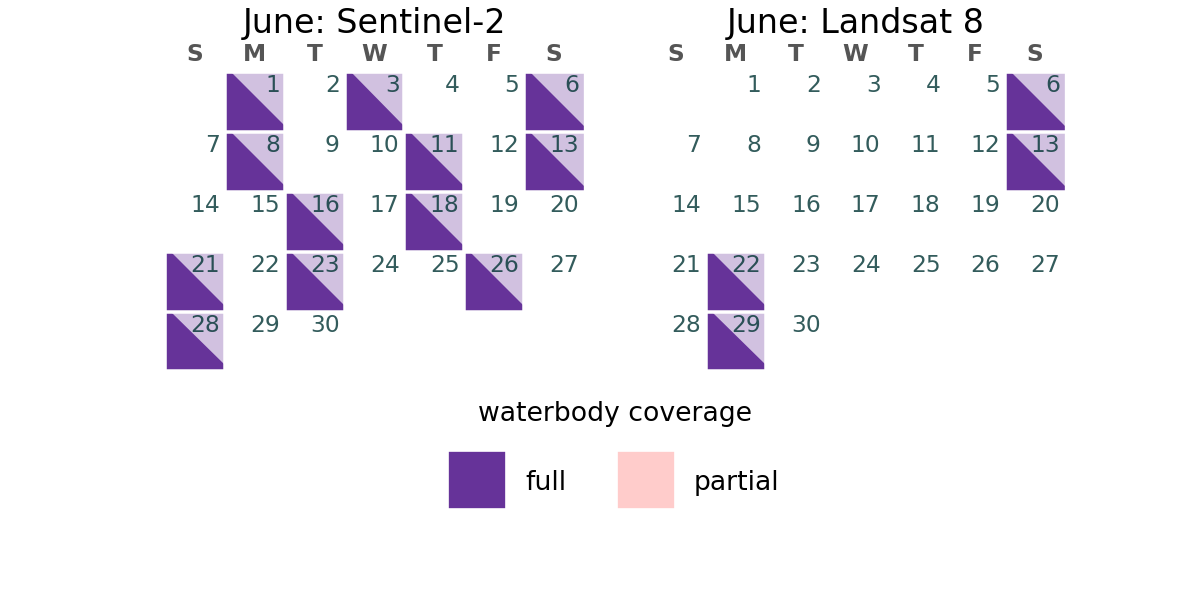 June: Sentinel-2
S M T W T F S
1 2 3 4 5 6
7 8 9 10 11 12 13
14 15 16 17 18 19 20
21 22 23 24 25 26 27
28 29 30
June: Landsat 8
S M T W T F S
1 2 3 4 5 6
7 8 9 10 11 12 13
14 15 16 17 18 19 20
21 22 23 24 25 26 27
28 29 30
waterbody coverage
full
partial